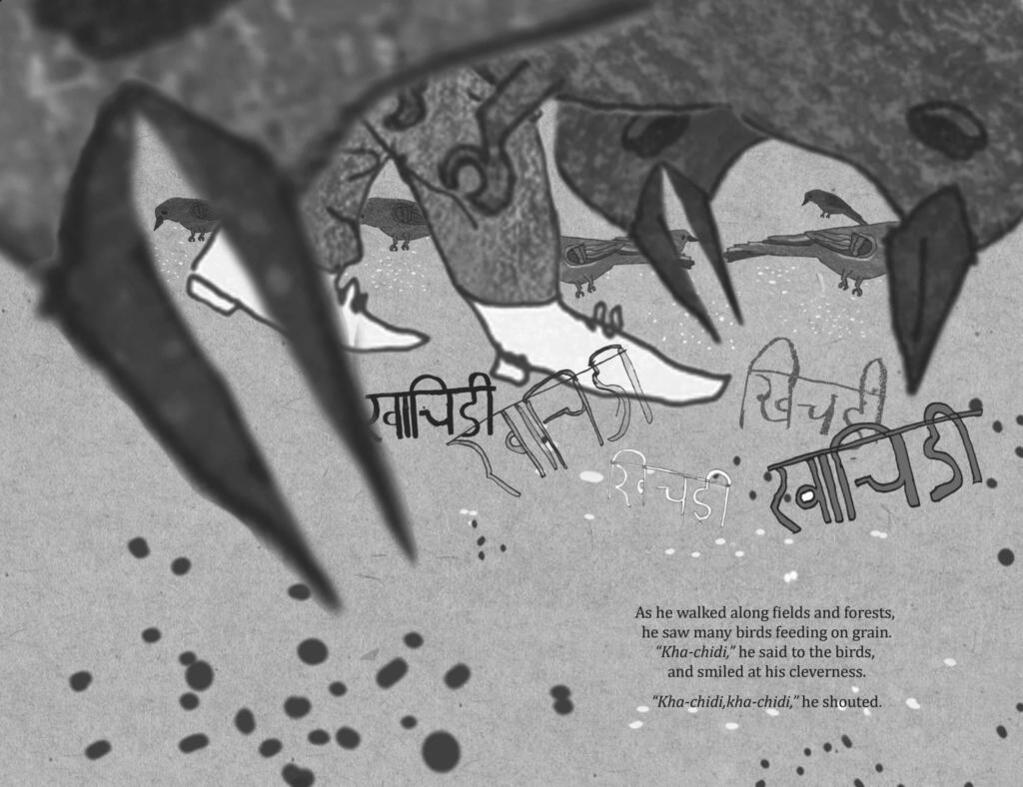 खाचिडी
खाचिडी
खिचडी
खिचडी
खाचिडी
As he walked along fields and forests,
he saw many birds feeding on grain.
“Kha-chidi,” he said to the birds,
and smiled at his cleverness.
“Kha-chidi,kha-chidi,” he shouted.